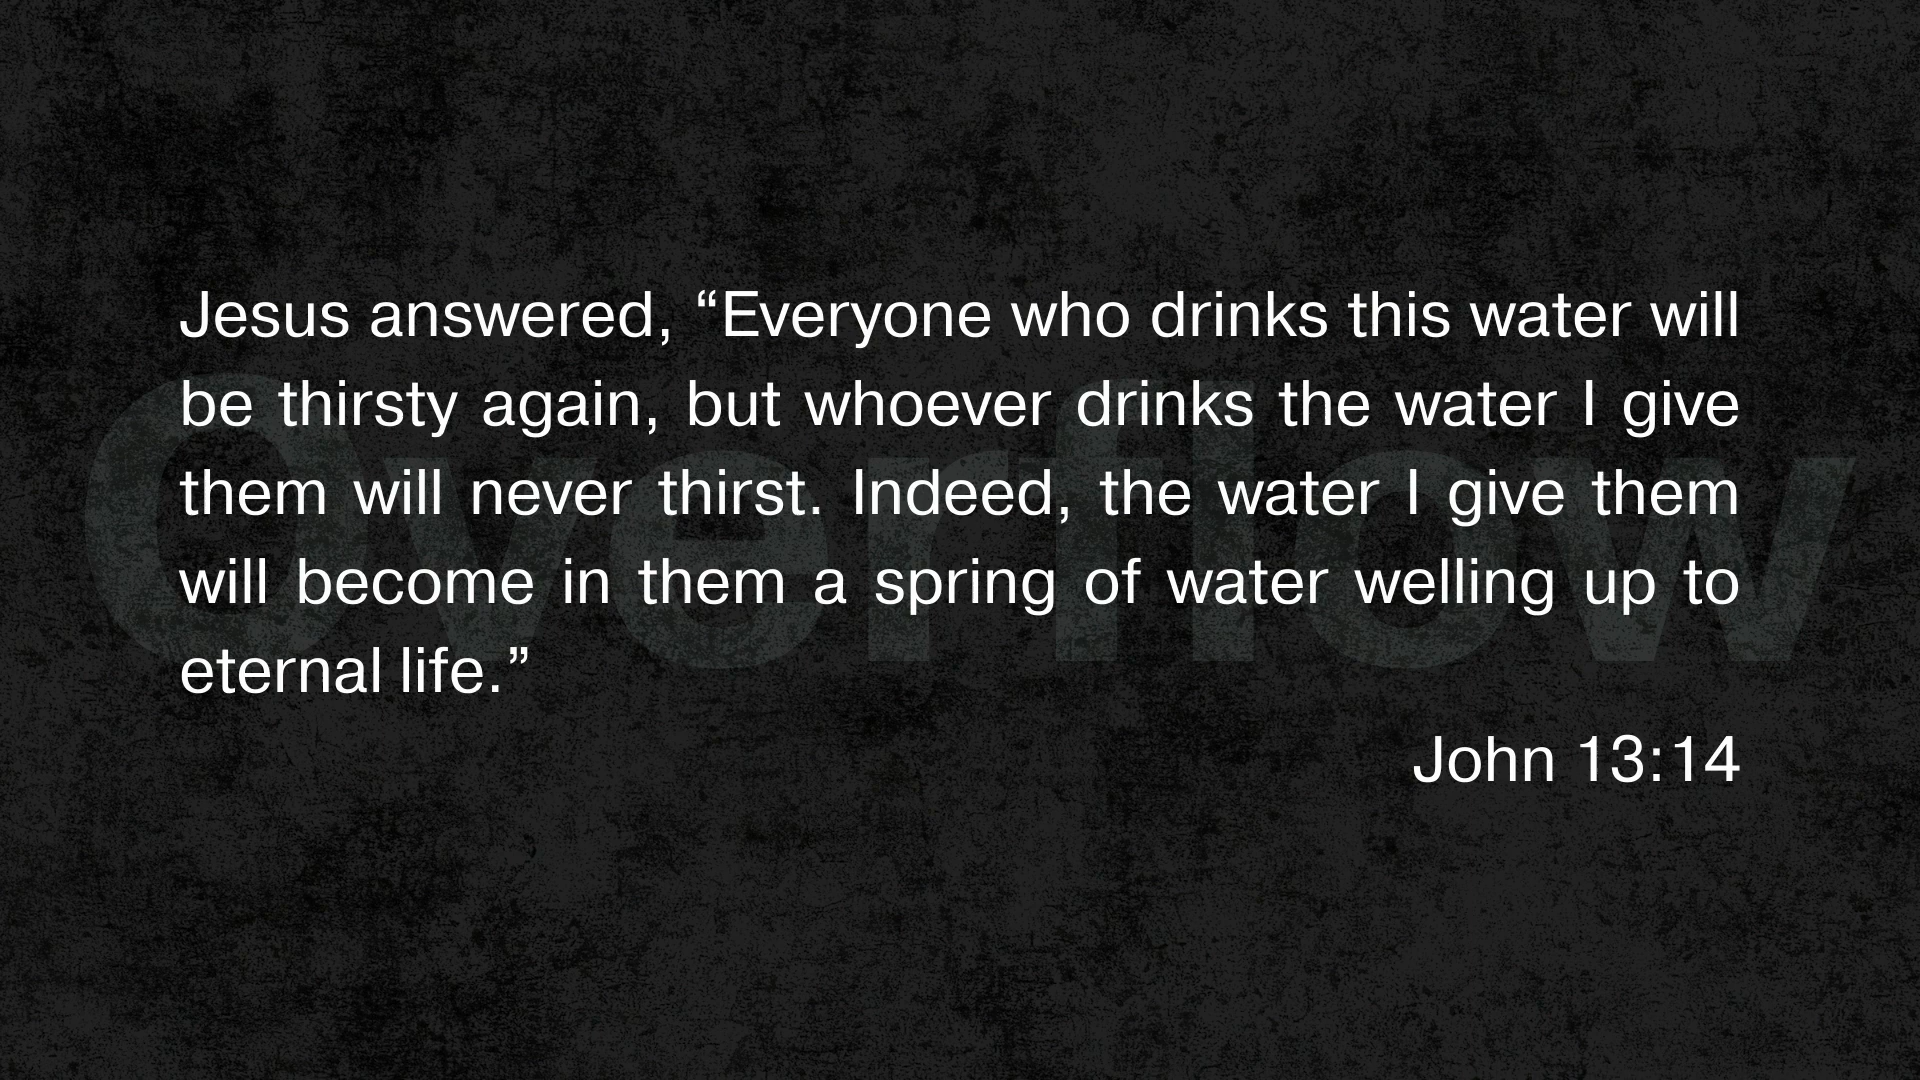 Jesus answered, “Everyone who drinks this water will
be thirsty again, but whoever drinks the water I give
them will never thirst. Indeed, the water I give them
will become in them a spring of water welling up to
eternal life.”
John 13:14
Overflow